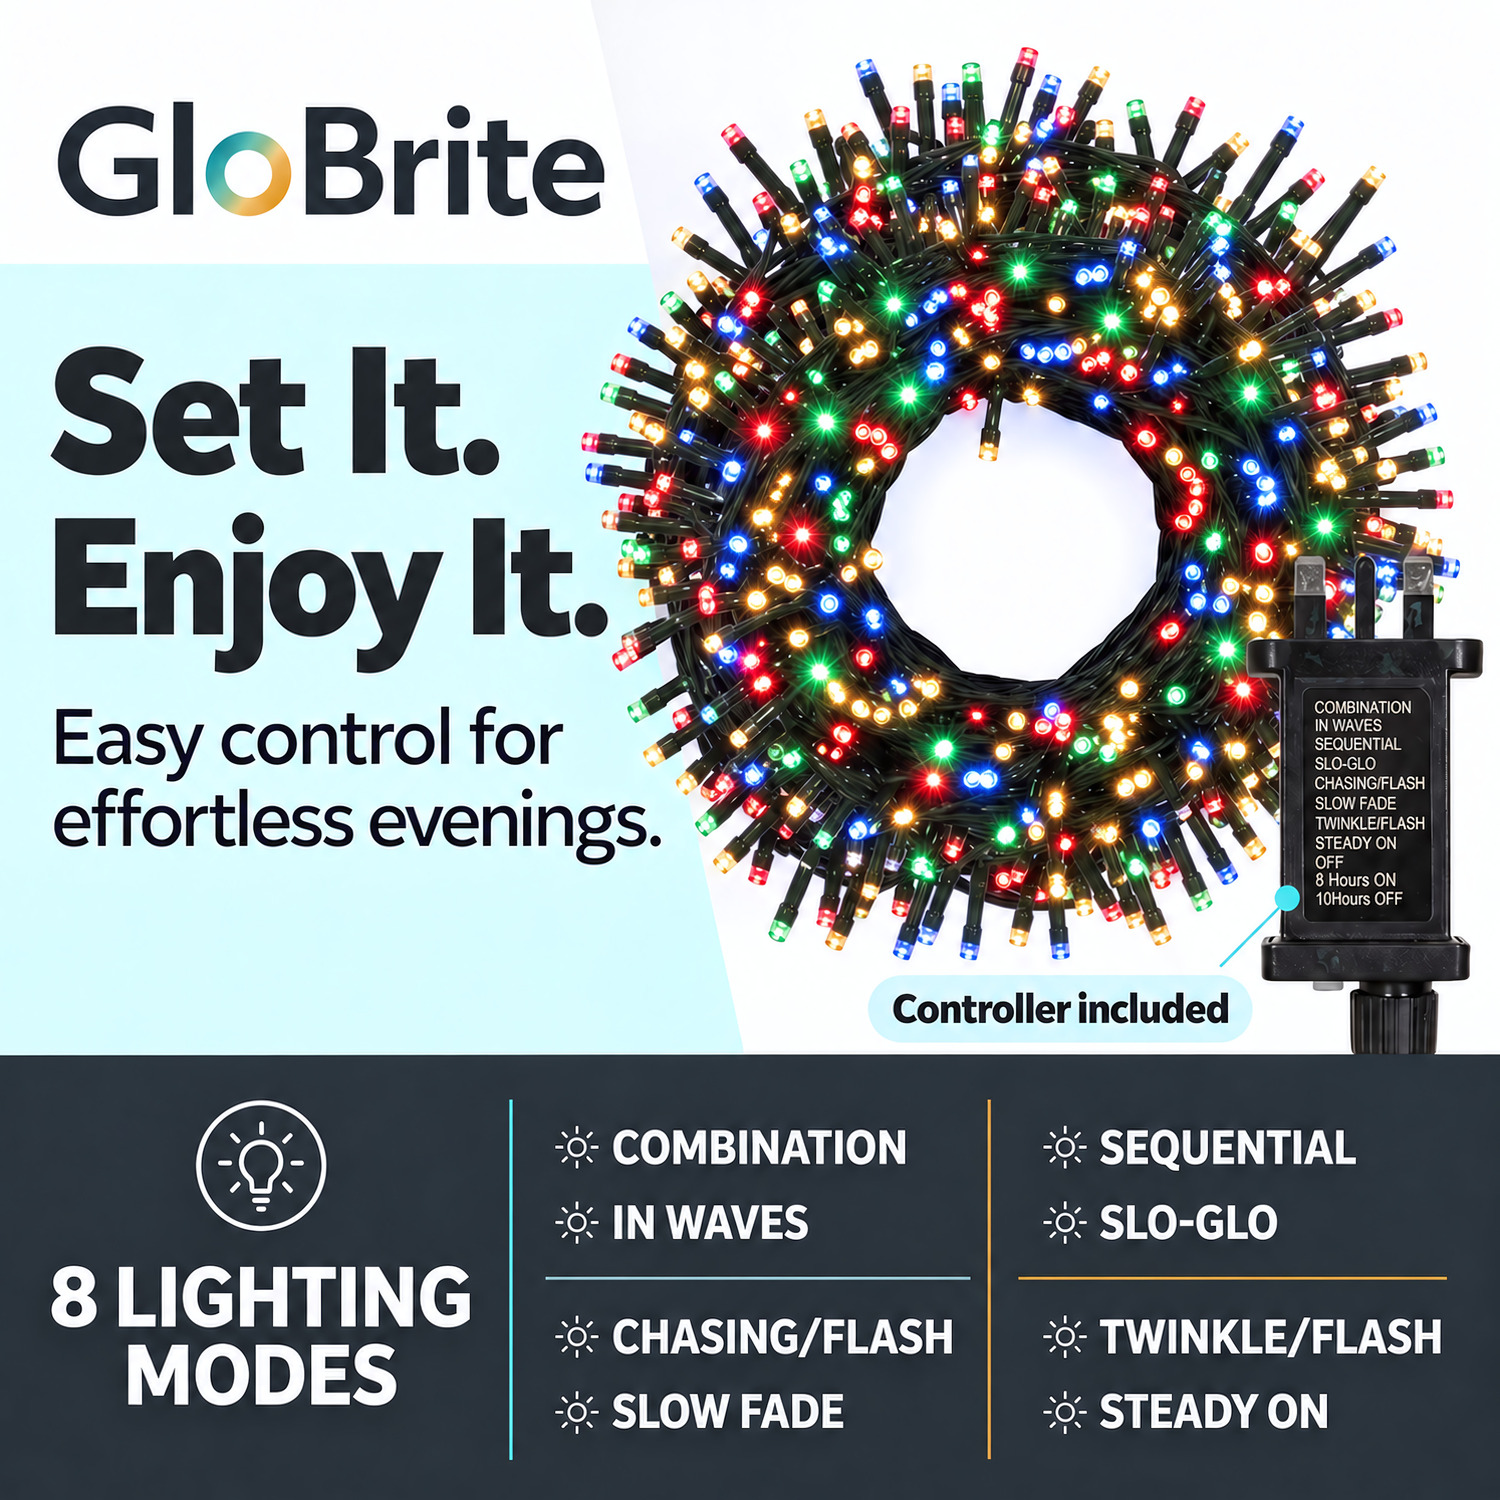 GloBrite
Set It.
Enjoy It.
Easy control for
effortless evenings.
COMBINATION
IN WAVES
SEQUENTIAL
SLO-GLO
CHASING/FLASH
SLOW FADE
TWINKLE/FLASH
STEADY ON
OFF
8 Hours ON
10Hours OFF
Controller included
8 LIGHTING
MODES
COMBINATION
IN WAVES
CHASING/FLASH
SLOW FADE
SEQUENTIAL
SLO-GLO
TWINKLE/FLASH
STEADY ON